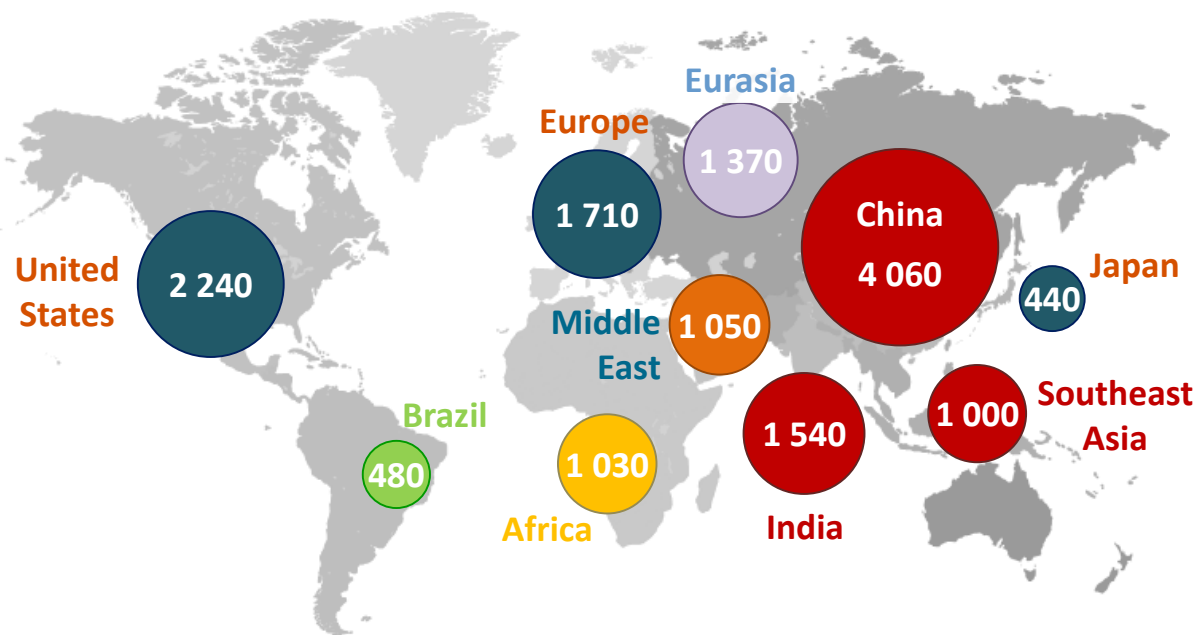 Eurasia
1 370
Europe
1 710
China
4 060
United
States
2 240
Japan
440
Middle
East
1 050
Southeast
Asia
1 000
Brazil
480
1 540
India
1 030
Africa